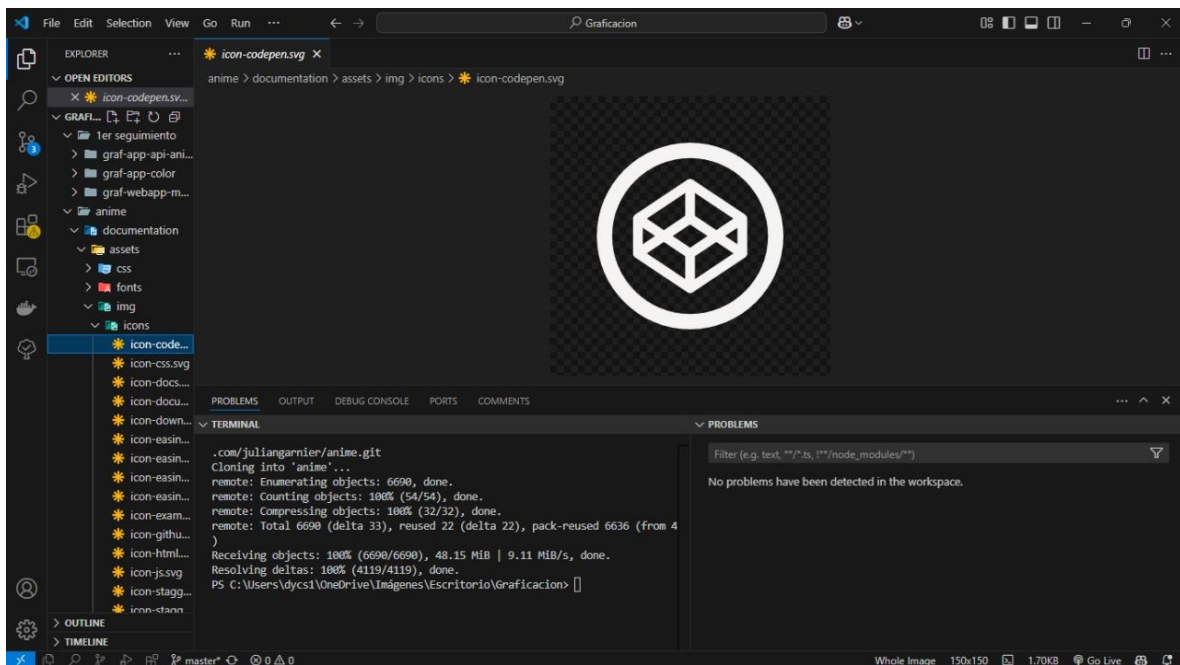 File Edit Selection View Go Run ··· Graficacion
EXPLORER ···
OPEN EDITORS
icon-codepen.sv...
GRAFI...
1er seguimiento
graf-app-api-ani...
graf-app-color
graf-webapp-m...
anime
documentation
assets
css
fonts
img
icons
icon-code...
icon-css.svg
icon-docs....
icon-docu...
icon-down...
icon-easin...
icon-easin...
icon-easin...
icon-easin...
icon-exam...
icon-githu...
icon-html....
icon-js.svg
icon-stagg...
icon-stagg
OUTLINE
TIMELINE
icon-codepen.svg
anime > documentation > assets > img > icons > icon-codepen.svg
PROBLEMS OUTPUT DEBUG CONSOLE PORTS COMMENTS
TERMINAL
.com/juliangarnier/anime.git
Cloning into 'anime'...
remote: Enumerating objects: 6690, done.
remote: Counting objects: 100% (54/54), done.
remote: Compressing objects: 100% (32/32), done.
remote: Total 6690 (delta 33), reused 22 (delta 22), pack-reused 6636 (from 4
)
Receiving objects: 100% (6690/6690), 48.15 MiB | 9.11 MiB/s, done.
Resolving deltas: 100% (4119/4119), done.
PS C:\Users\dycs1\OneDrive\Imágenes\Escritorio\Graficacion>
PROBLEMS
Filter (e.g. text, **/*.ts, !**/node_modules/**)
No problems have been detected in the workspace.
3
master* 0 0 Whole Image 150x150 1.70KB Go Live